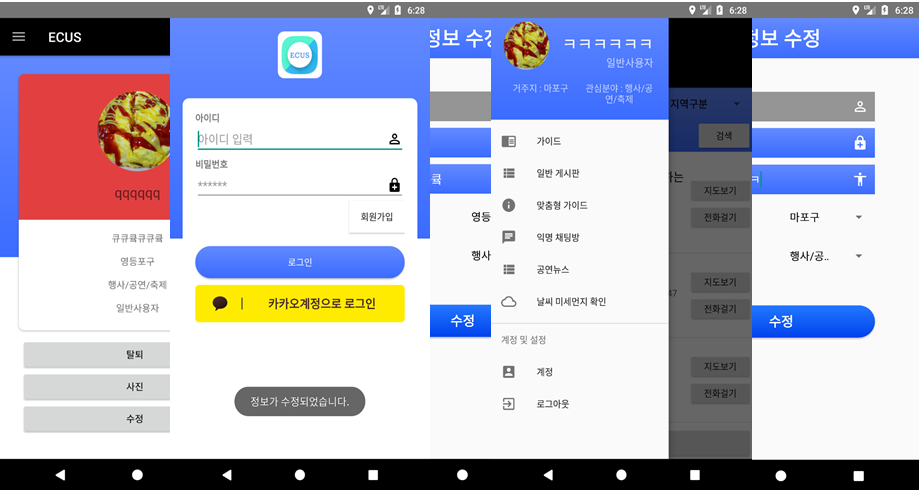 ECUS
qqqqqq
큐큐큨큐큐큨
영등포구
행사/공연/축제
일반사용자
탈퇴
사진
수정
6:28
ECUS
아이디
아이디 입력
비밀번호
******
회원가입
로그인
카카오계정으로 로그인
정보가 수정되었습니다.
정보 수정
영등
행사
수정
6:28
ㅋㅋㅋㅋㅋㅋ
일반사용자
거주지 : 마포구
관심분야 : 행사/공
연/축제
가이드
일반 게시판
맞춤형 가이드
익명 채팅방
공연뉴스
날씨 미세먼지 확인
계정 및 설정
계정
로그아웃
지역구분
검색
하는
지도보기
전화걸기
지도보기
47
전화걸기
지도보기
전화걸기
6:28
정보 수정
ㅋ
마포구
행사/공..
수정